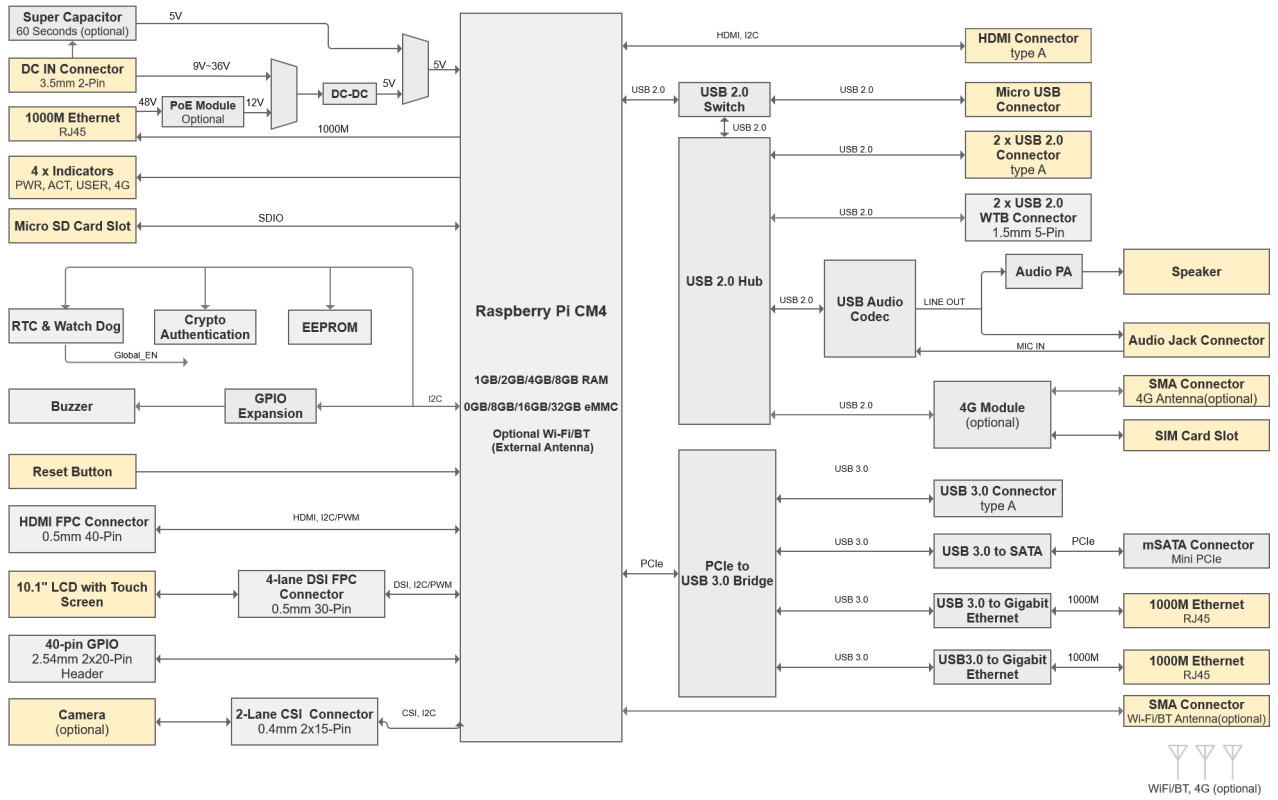 Super Capacitor
60 Seconds (optional)
5V
DC IN Connector
3.5mm 2-Pin
9V~36V
48V
PoE Module
Optional
12V
DC-DC
5V
5V
1000M Ethernet
RJ45
1000M
4 x Indicators
PWR, ACT, USER, 4G
Micro SD Card Slot
SDIO
RTC & Watch Dog
Crypto
Authentication
EEPROM
Global_EN
Buzzer
GPIO
Expansion
I2C
Reset Button
HDMI FPC Connector
0.5mm 40-Pin
HDMI, I2C/PWM
10.1" LCD with Touch
Screen
4-lane DSI FPC
Connector
0.5mm 30-Pin
DSI, I2C/PWM
40-pin GPIO
2.54mm 2x20-Pin
Header
Camera
(optional)
2-Lane CSI Connector
0.4mm 2x15-Pin
CSI, I2C
Raspberry Pi CM4
1GB/2GB/4GB/8GB RAM
0GB/8GB/16GB/32GB eMMC
Optional Wi-Fi/BT
(External Antenna)
HDMI, I2C
HDMI Connector
type A
USB 2.0
USB 2.0
Switch
USB 2.0
Micro USB
Connector
USB 2.0
USB 2.0 Hub
USB 2.0
2 x USB 2.0
Connector
type A
USB 2.0
2 x USB 2.0
WTB Connector
1.5mm 5-Pin
USB 2.0
USB Audio
Codec
LINE OUT
Audio PA
Speaker
MIC IN
Audio Jack Connector
USB 2.0
4G Module
(optional)
SMA Connector
4G Antenna(optional)
SIM Card Slot
PCIe
PCIe to
USB 3.0 Bridge
USB 3.0
USB 3.0 Connector
type A
USB 3.0
USB 3.0 to SATA
PCIe
mSATA Connector
Mini PCIe
USB 3.0
USB 3.0 to Gigabit
Ethernet
1000M
1000M Ethernet
RJ45
USB 3.0
USB3.0 to Gigabit
Ethernet
1000M
1000M Ethernet
RJ45
SMA Connector
Wi-Fi/BT Antenna(optional)
WiFi/BT, 4G (optional)